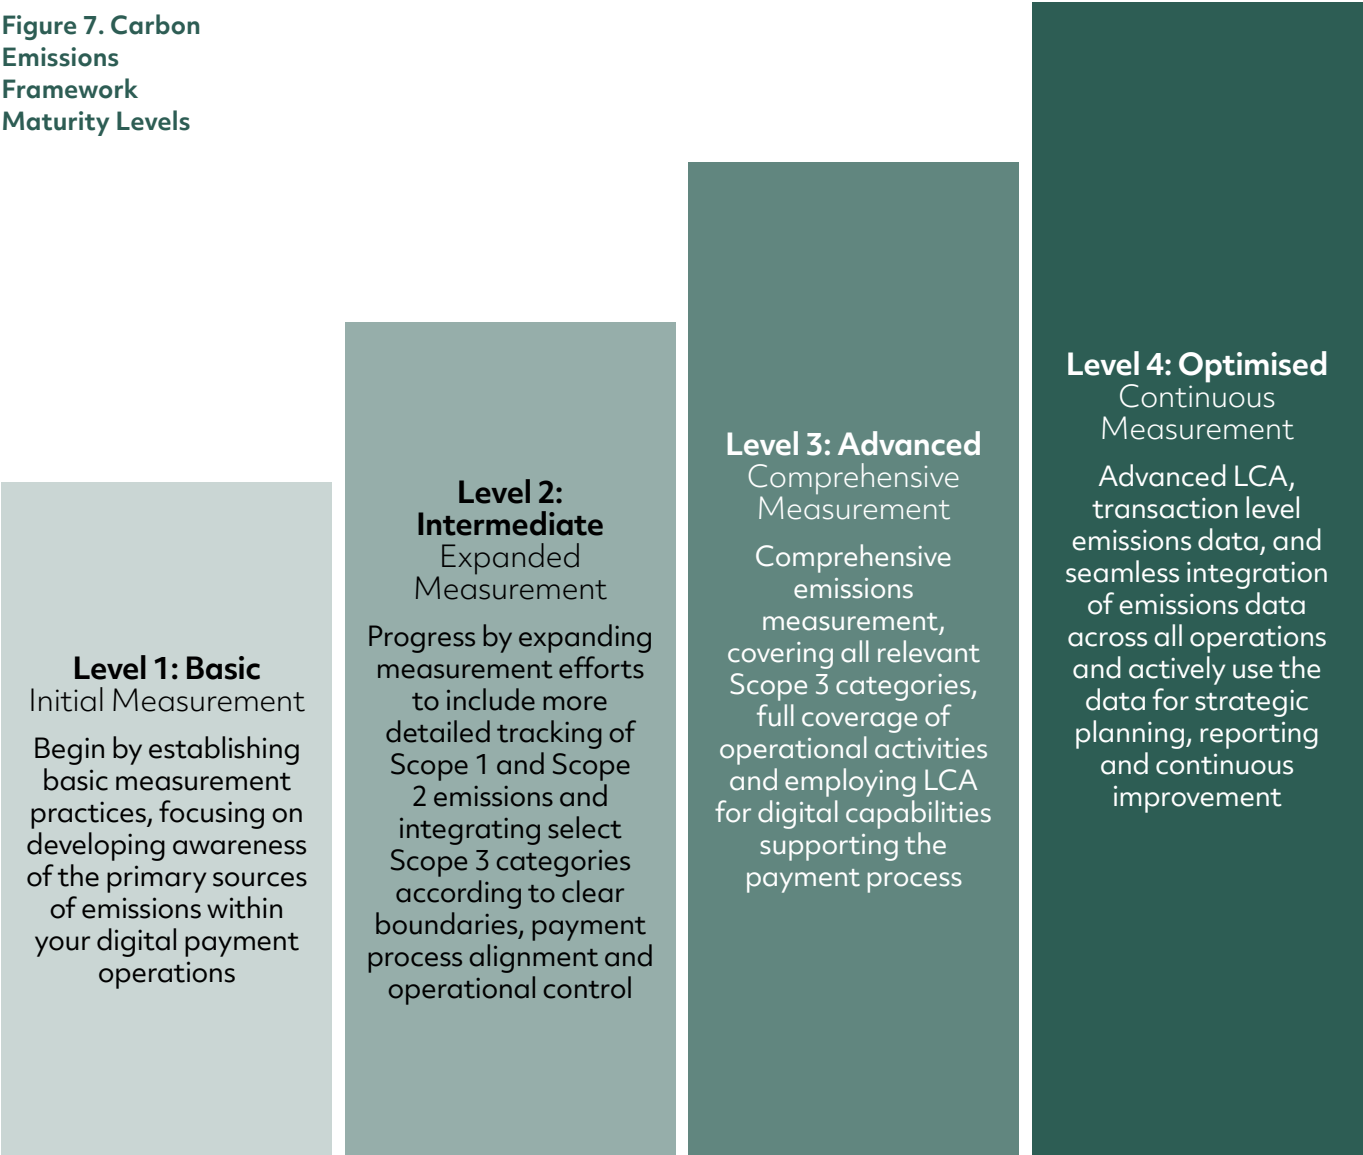 Figure 7. Carbon
Emissions
Framework
Maturity Levels
Level 1: Basic
Initial Measurement
Begin by establishing
basic measurement
practices, focusing on
developing awareness
of the primary sources
of emissions within
your digital payment
operations
Level 2:
Intermediate
Expanded
Measurement
Progress by expanding
measurement efforts
to include more
detailed tracking of
Scope 1 and Scope
2 emissions and
integrating select
Scope 3 categories
according to clear
boundaries, payment
process alignment and
operational control
Level 3: Advanced
Comprehensive
Measurement
Comprehensive
emissions
measurement,
covering all relevant
Scope 3 categories,
full coverage of
operational activities
and employing LCA
for digital capabilities
supporting the
payment process
Level 4: Optimised
Continuous
Measurement
Advanced LCA,
transaction level
emissions data, and
seamless integration
of emissions data
across all operations
and actively use the
data for strategic
planning, reporting
and continuous
improvement